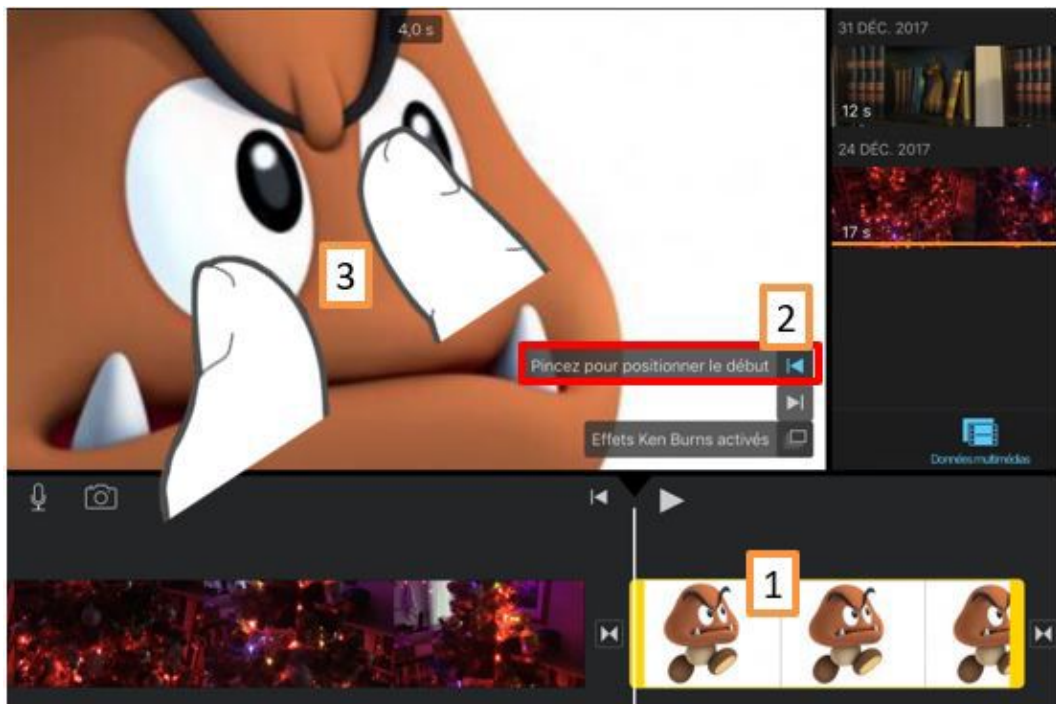 4,0 s
31 DÉC. 2017
12 s
24 DÉC. 2017
17 s
3
2
Pincez pour positionner le début
Effets Ken Burns activés
Données multimédias
1